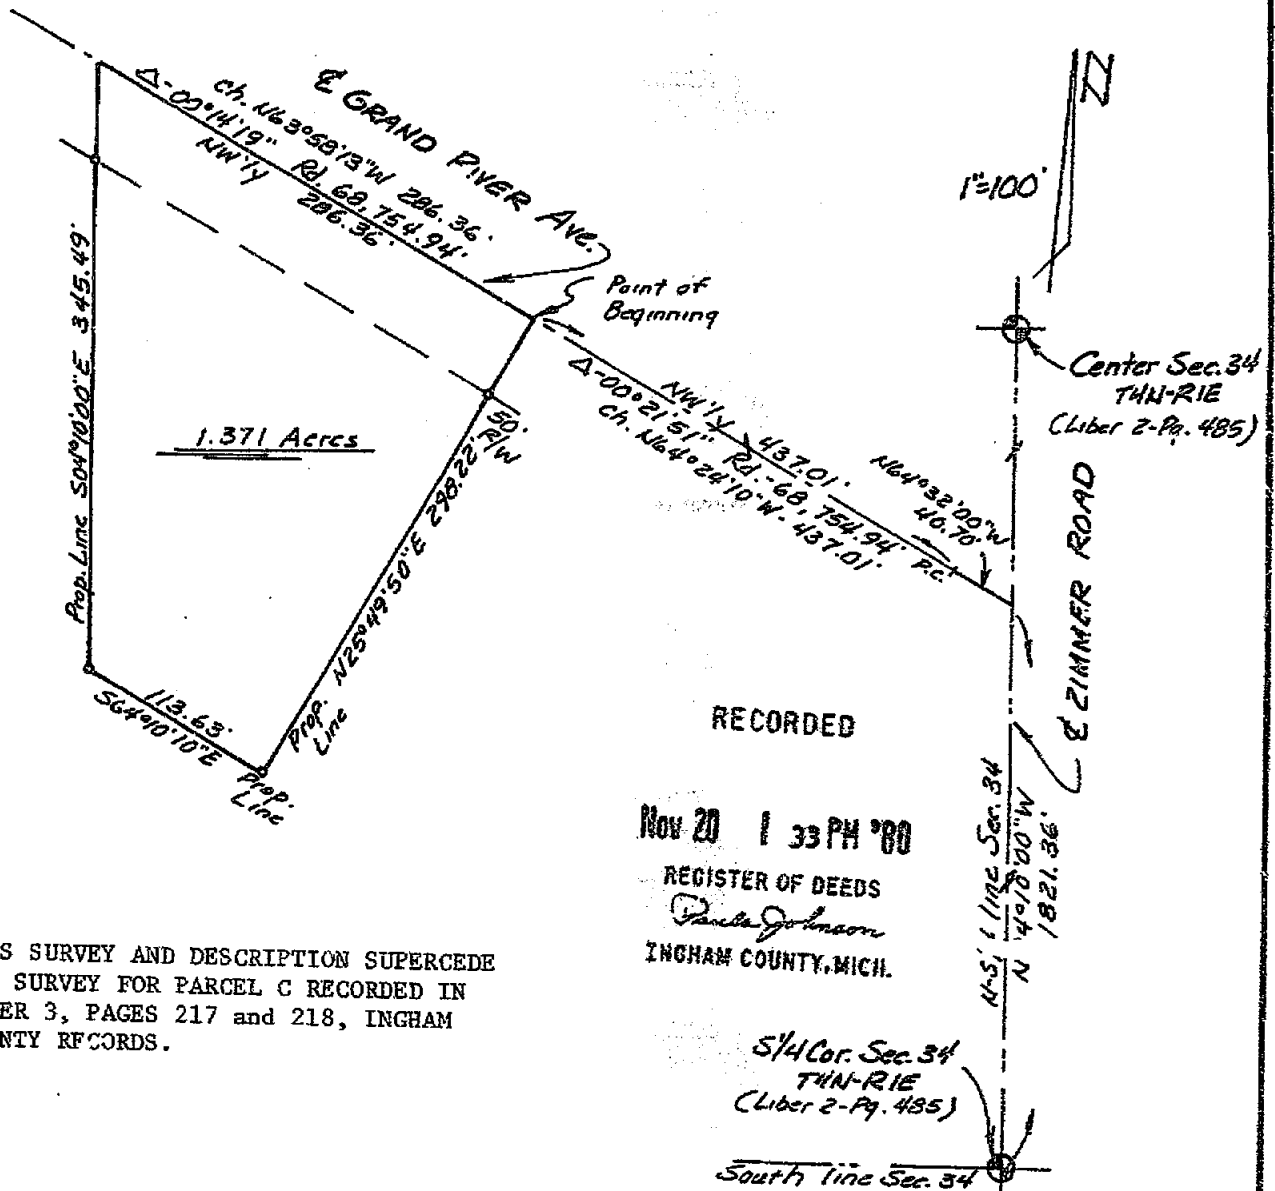 ℄ GRAND RIVER Ave.
ch. N63°58'13"W 286.36'
Δ-00°14'19" Rd. 68,754.94'
NW'ly 286.36'
1"=100'
Point of
Beginning
Center Sec. 34
T4N-R1E
(Liber 2-Pg. 485)
Prop. Line S04°10'00"E 345.49'
1.371 Acres
50'
R/W
Prop. N25°49'50"E 298.22'
Line
NW'ly 437.01'
Δ-00°21'51" Rd.-68,754.94' P.C.
Ch. N64°24'10"W-437.01'
N64°32'00"W
40.70'
℄ ZIMMER ROAD
113.63'
S64°10'10"E
Prop.
Line
RECORDED
Nov 20 1 33 PM '80
REGISTER OF DEEDS
Paula Johnson
INGHAM COUNTY, MICH.
N-S ¼ line Sec. 34
N 4°10'00"W
1821.36'
S SURVEY AND DESCRIPTION SUPERCEDE
SURVEY FOR PARCEL C RECORDED IN
ER 3, PAGES 217 and 218, INGHAM
NTY RECORDS.
S1/4 Cor. Sec. 34
T4N-R1E
(Liber 2-Pg. 485)
South line Sec. 34